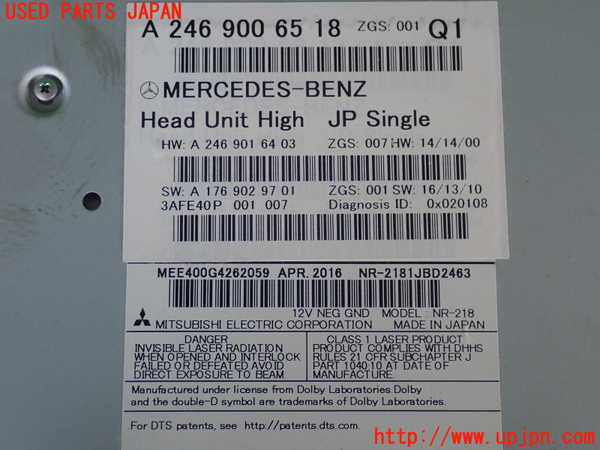 USED PARTS JAPAN
A 246 900 65 18 ZGS: 001 Q1
MERCEDES-BENZ
Head Unit High JP Single
HW: A 246 901 64 03 ZGS: 007 HW: 14/14/00
SW: A 176 902 97 01 ZGS: 001 SW: 16/13/10
3AFE40P 001 007 Diagnosis ID: 0x020108
MEE400G4262059 APR. 2016 NR-2181JBD2463
12V NEG GND MODEL: NR-218
MITSUBISHI ELECTRIC CORPORATION MADE IN JAPAN
DANGER
INVISIBLE LASER RADIATION
WHEN OPENED AND INTERLOCK
FAILED OR DEFEATED AVOID
DIRECT EXPOSURE TO BEAM
CLASS 1 LASER PRODUCT
PRODUCT COMPLIES WITH DHHS
RULES 21 CFR SUBCHAPTER J
PART 1040.10 AT DATE OF
MANUFACTURE
Manufactured under license from Dolby Laboratories.Dolby
and the double-D symbol are trademarks of Dolby Laboratories.
For DTS patents, see http://patents.dts.com.
http://www.upjpn.com/